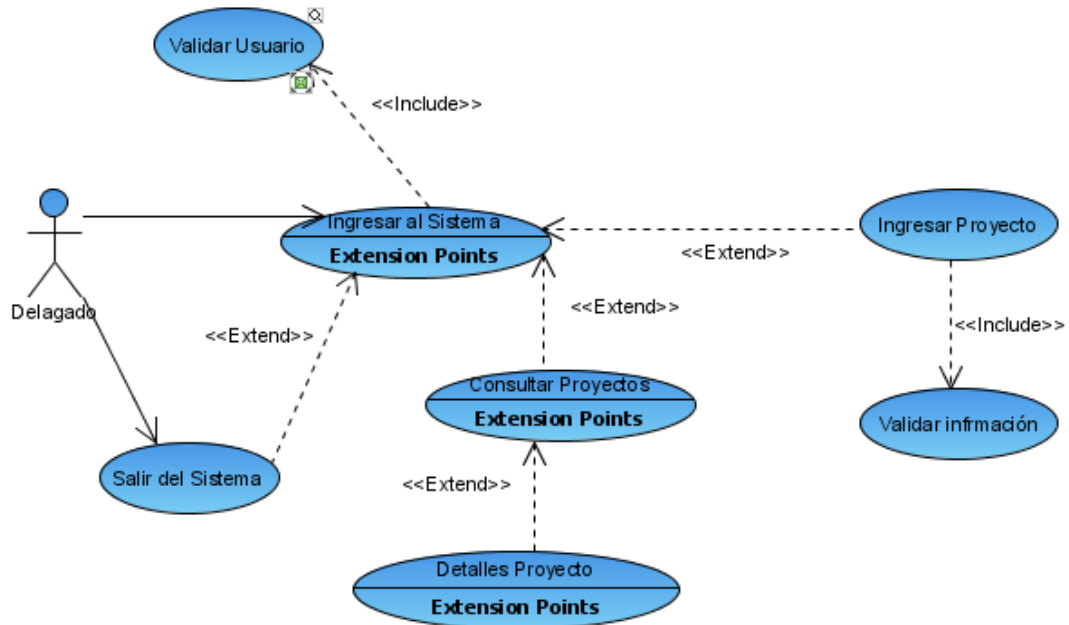 Validar Usuario
<<Include>>
Ingresar al Sistema
Extension Points
Ingresar Proyecto
<<Extend>>
Delagado
<<Extend>>
<<Extend>>
<<Include>>
Consultar Proyectos
Extension Points
Validar infrmación
Salir del Sistema
<<Extend>>
Detalles Proyecto
Extension Points